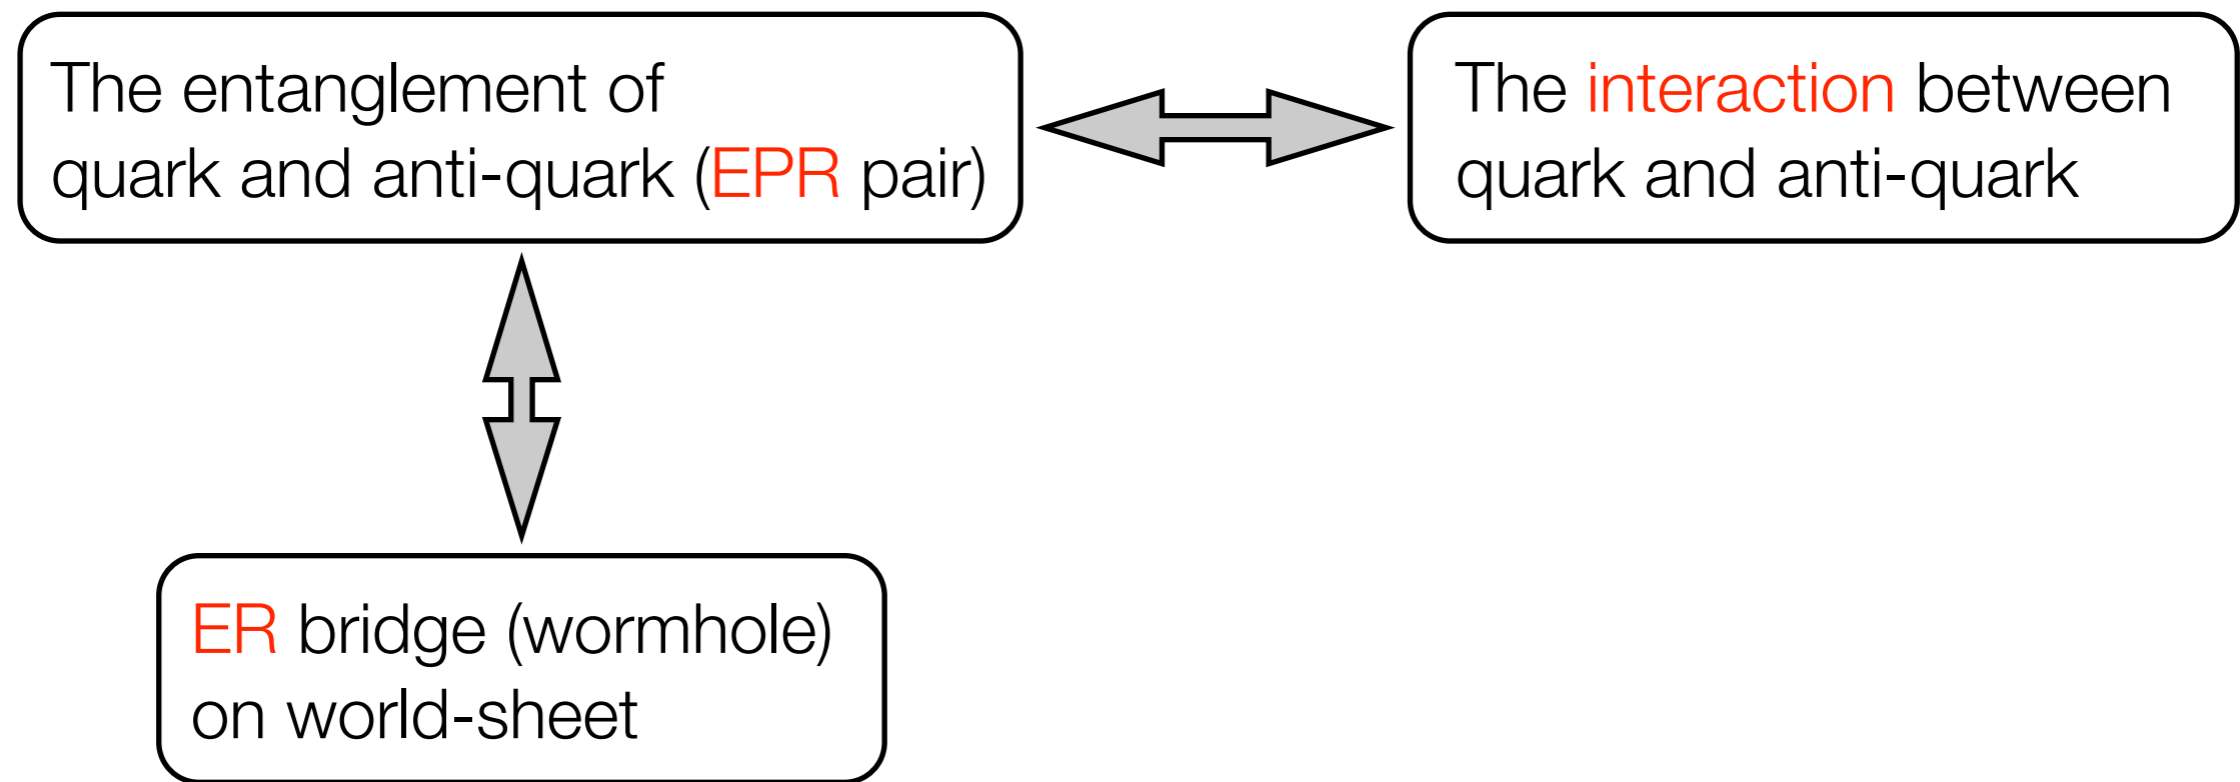 The entanglement of
quark and anti-quark (EPR pair)
The interaction between
quark and anti-quark
ER bridge (wormhole)
on world-sheet